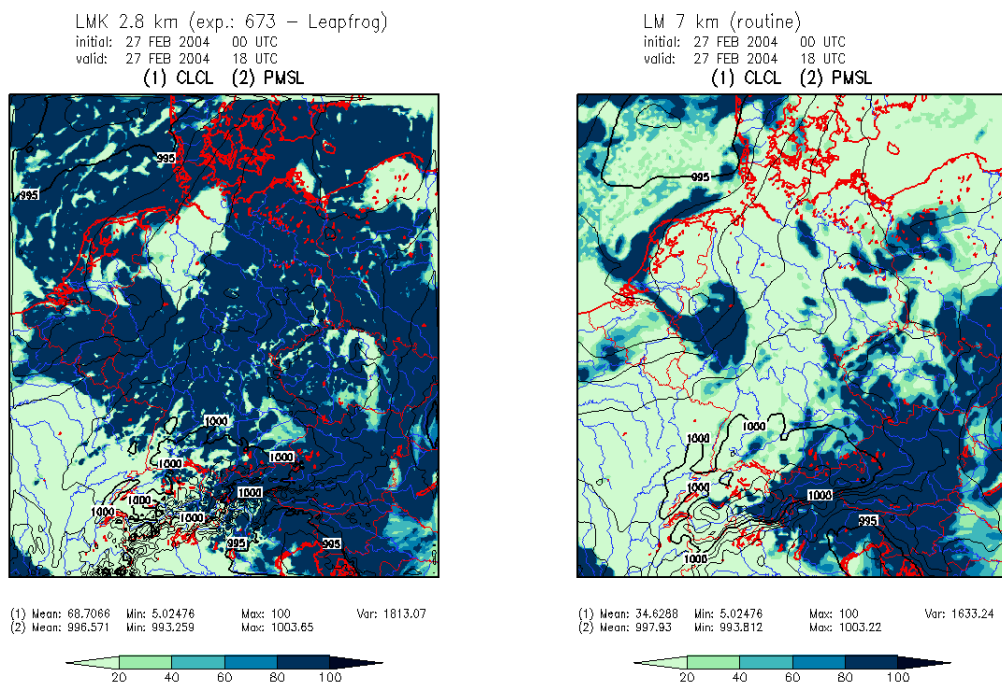 LMK 2.8 km (exp.: 673 – Leapfrog)
initial: 27 FEB 2004 00 UTC
valid: 27 FEB 2004 18 UTC
(1) CLCL (2) PMSL
995
995
1000
1000
1000
1000
1000
1000
1000
995
995
(1) Mean: 68.7066 Min: 5.02476 Max: 100 Var: 1813.07
(2) Mean: 996.571 Min: 993.259 Max: 1003.65
20 40 60 80 100
LM 7 km (routine)
initial: 27 FEB 2004 00 UTC
valid: 27 FEB 2004 18 UTC
(1) CLCL (2) PMSL
995
1000
1000
1000
1000
995
1000
(1) Mean: 34.6288 Min: 5.02476 Max: 100 Var: 1633.24
(2) Mean: 997.93 Min: 993.812 Max: 1003.22
20 40 60 80 100